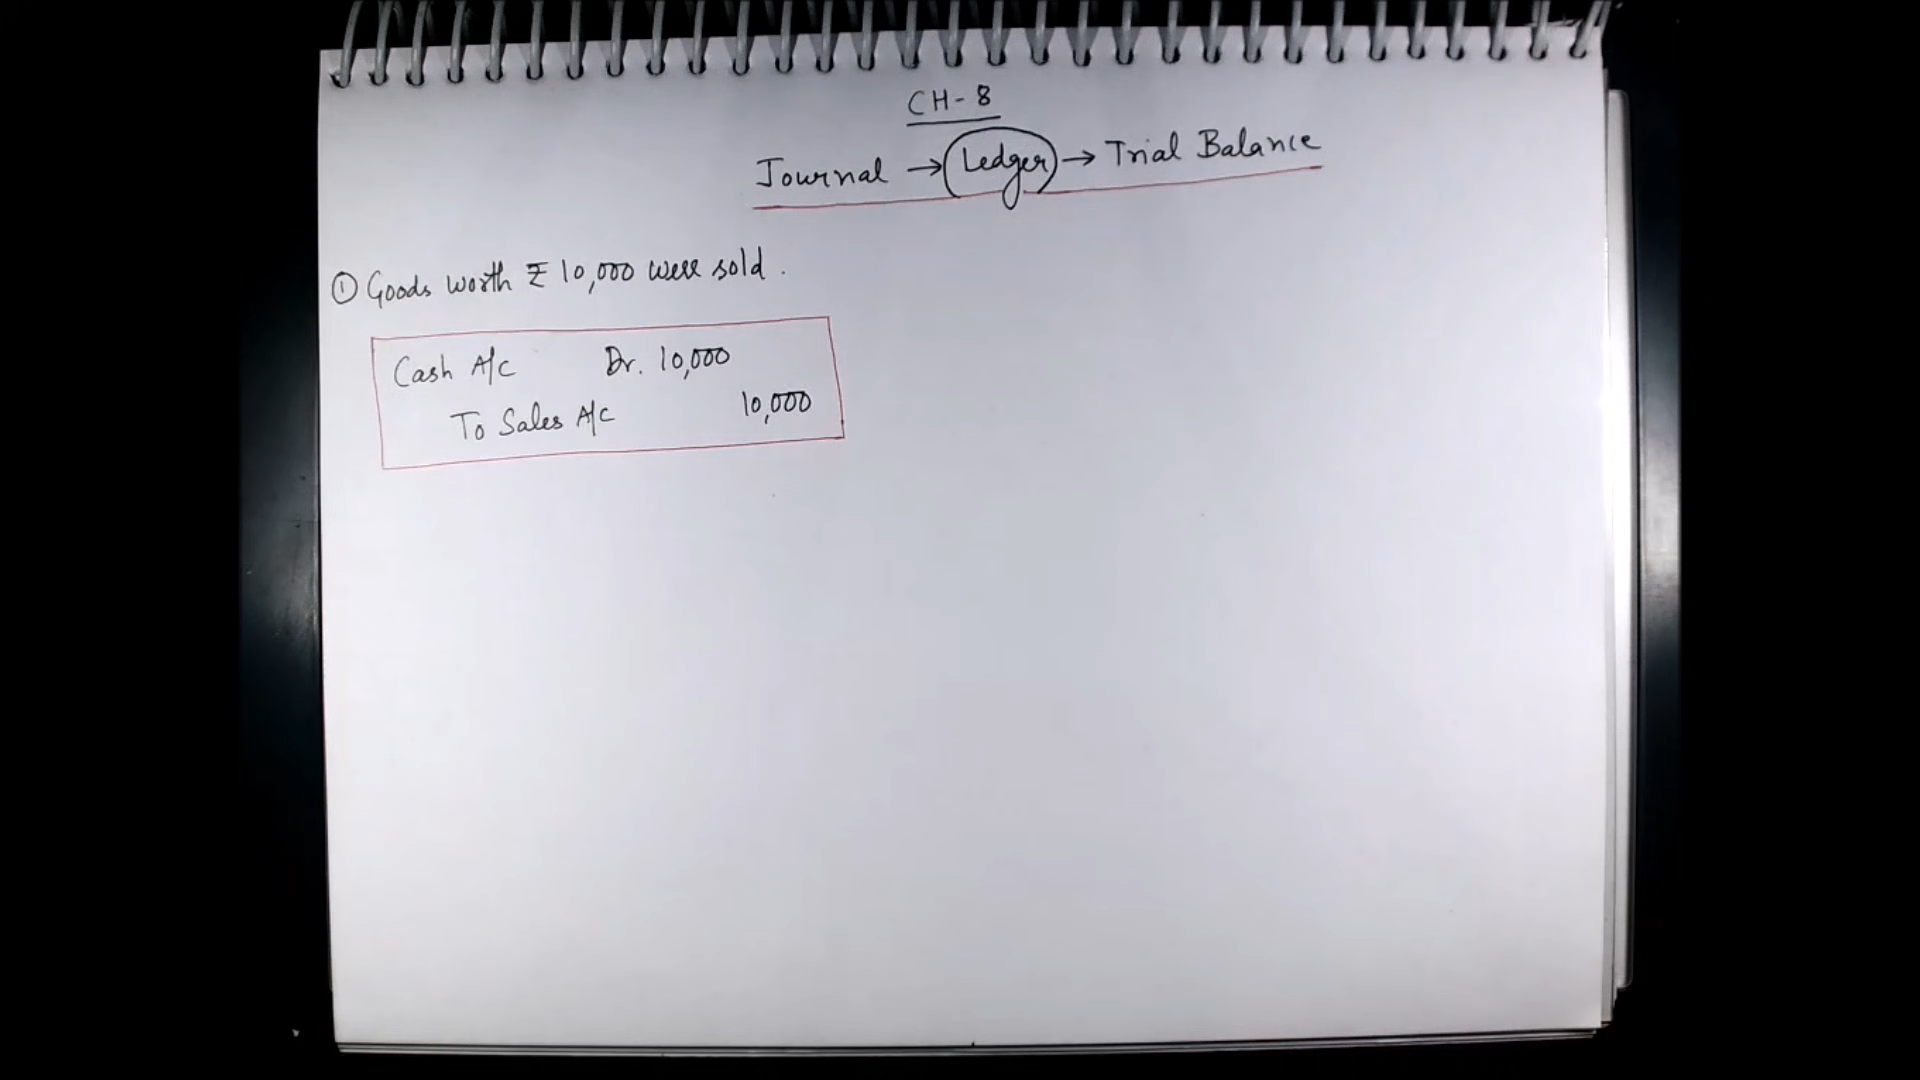 CH-8
Journal → Ledger → Trial Balance
① Goods worth ₹ 10,000 were sold.
Cash A/c Dr. 10,000
To Sales A/c 10,000